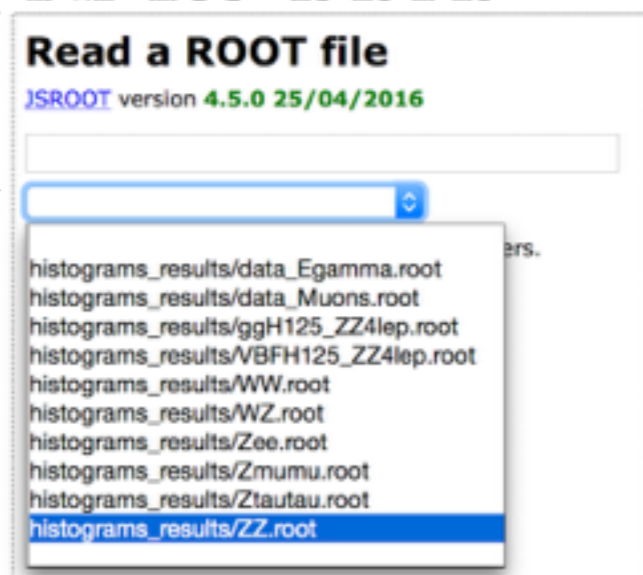 Read a ROOT file
JSROOT version 4.5.0 25/04/2016
ers.
histograms_results/data_Egamma.root
histograms_results/data_Muons.root
histograms_results/ggH125_ZZ4lep.root
histograms_results/VBFH125_ZZ4lep.root
histograms_results/WW.root
histograms_results/WZ.root
histograms_results/Zee.root
histograms_results/Zmumu.root
histograms_results/Ztautau.root
histograms_results/ZZ.root